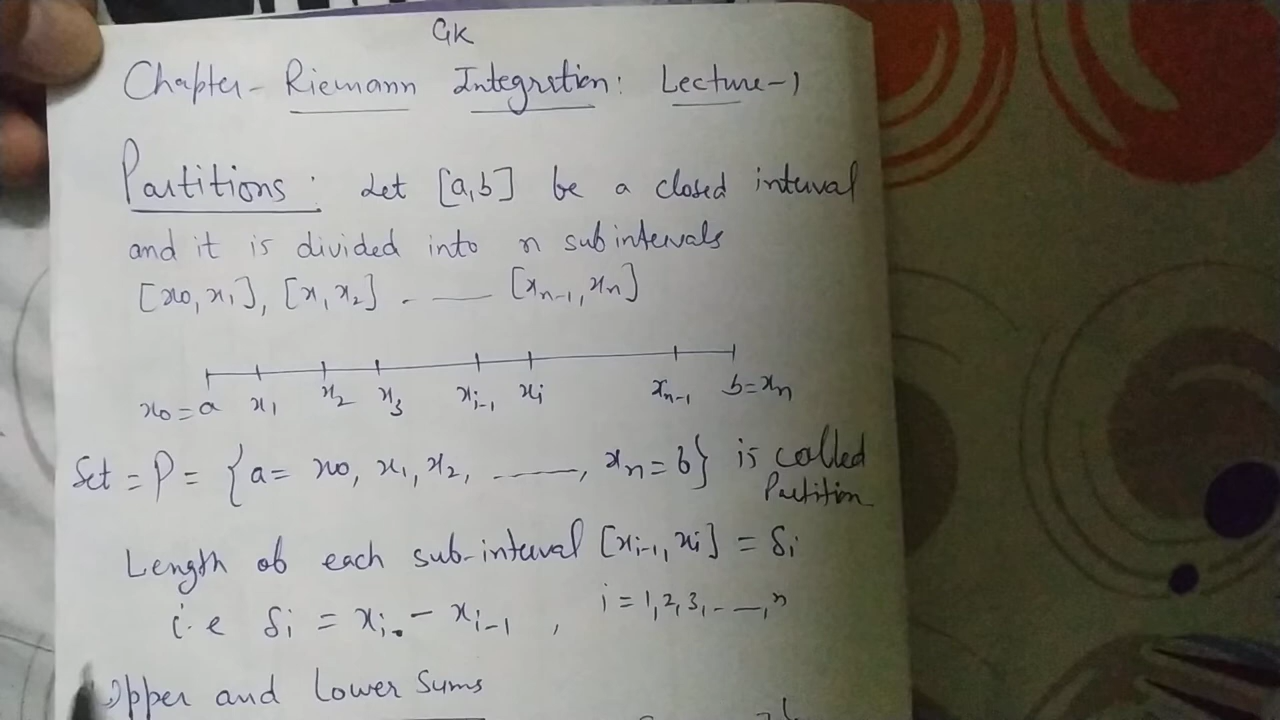 GK
Chapter - Riemann Integration: Lecture-1
Partitions: Let [a,b] be a closed interval
and it is divided into n subintervals
[x₀, x₁], [x₁, x₂] - —— [xₙ₋₁, xₙ]
x₀=a x₁ x₂ x₃ xᵢ₋₁ xᵢ xₙ₋₁ b=xₙ
Set = P = {a= x₀, x₁, x₂, ——, xₙ = b} is called
Partition
Length of each sub-interval [xᵢ₋₁, xᵢ] = δᵢ
i.e δᵢ = xᵢ - xᵢ₋₁ , i = 1,2,3,- —,n
Upper and Lower Sums